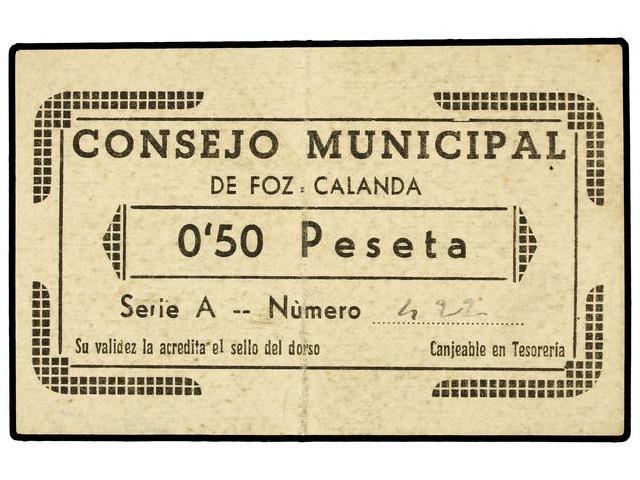 CONSEJO MUNICIPAL
DE FOZ-CALANDA
0'50 Peseta
Serie A -- Número 422
Su validez la acredita el sello del dorso
Canjeable en Tesorería